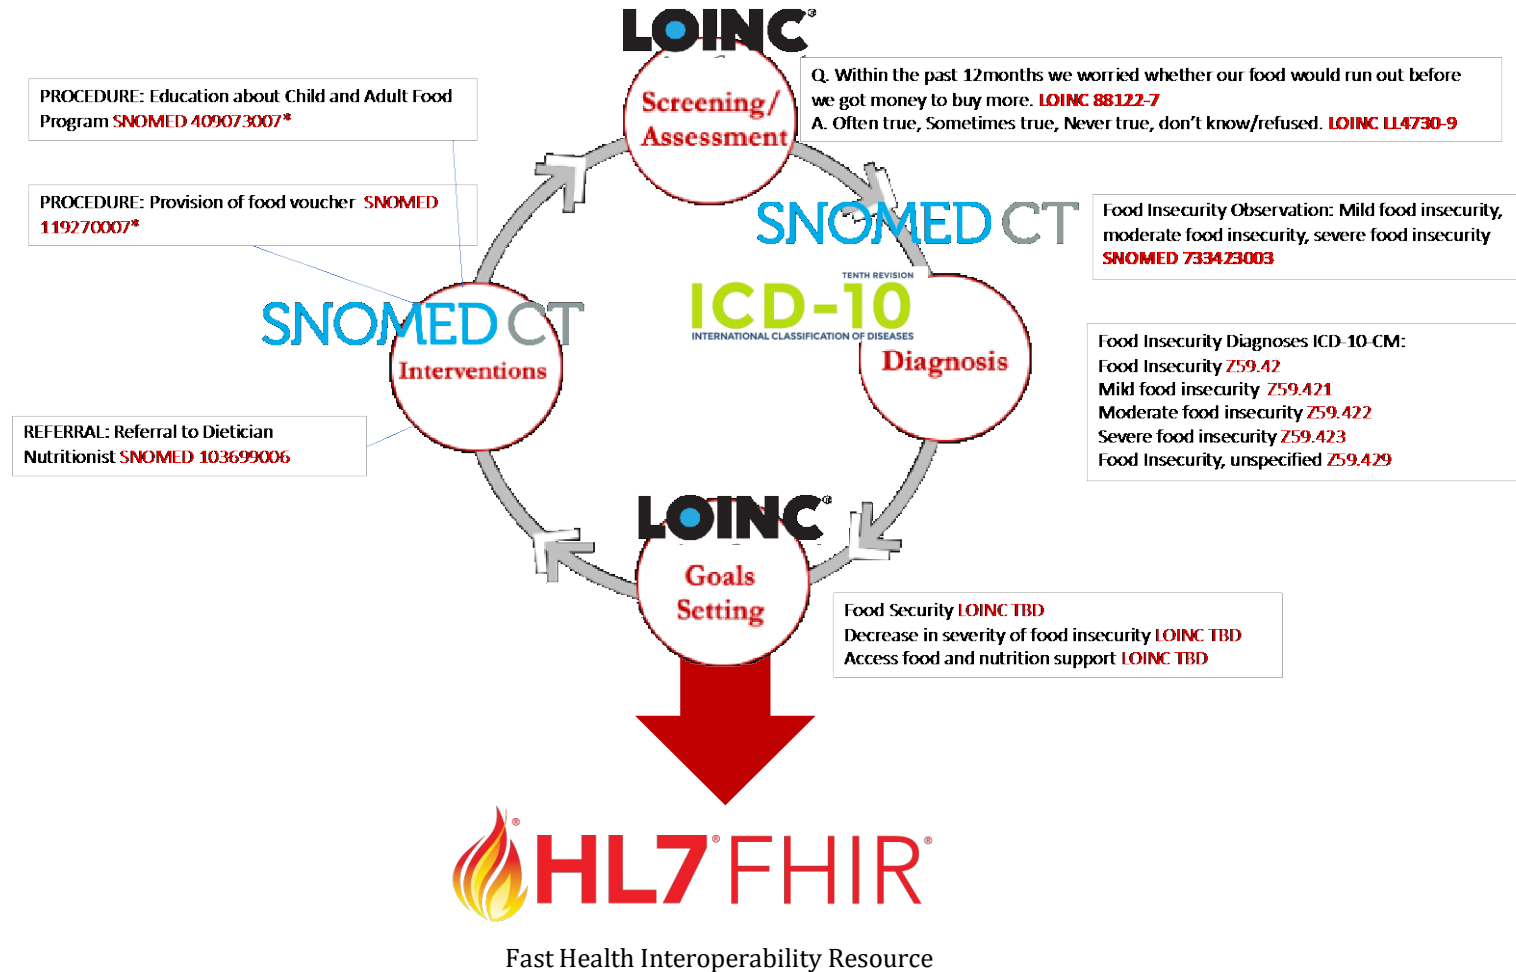 LOINC®
Screening/
Assessment
Q. Within the past 12months we worried whether our food would run out before
we got money to buy more. LOINC 88122-7
A. Often true, Sometimes true, Never true, don't know/refused. LOINC LL4730-9
PROCEDURE: Education about Child and Adult Food
Program SNOMED 409073007*
PROCEDURE: Provision of food voucher SNOMED
119270007*
SNOMED CT
Food Insecurity Observation: Mild food insecurity,
moderate food insecurity, severe food insecurity
SNOMED 733423003
TENTH REVISION
ICD-10
INTERNATIONAL CLASSIFICATION OF DISEASES
Diagnosis
SNOMED CT
Interventions
Food Insecurity Diagnoses ICD-10-CM:
Food Insecurity Z59.42
Mild food insecurity Z59.421
Moderate food insecurity Z59.422
Severe food insecurity Z59.423
Food Insecurity, unspecified Z59.429
REFERRAL: Referral to Dietician
Nutritionist SNOMED 103699006
LOINC®
Goals
Setting
Food Security LOINC TBD
Decrease in severity of food insecurity LOINC TBD
Access food and nutrition support LOINC TBD
® HL7® FHIR®
Fast Health Interoperability Resource